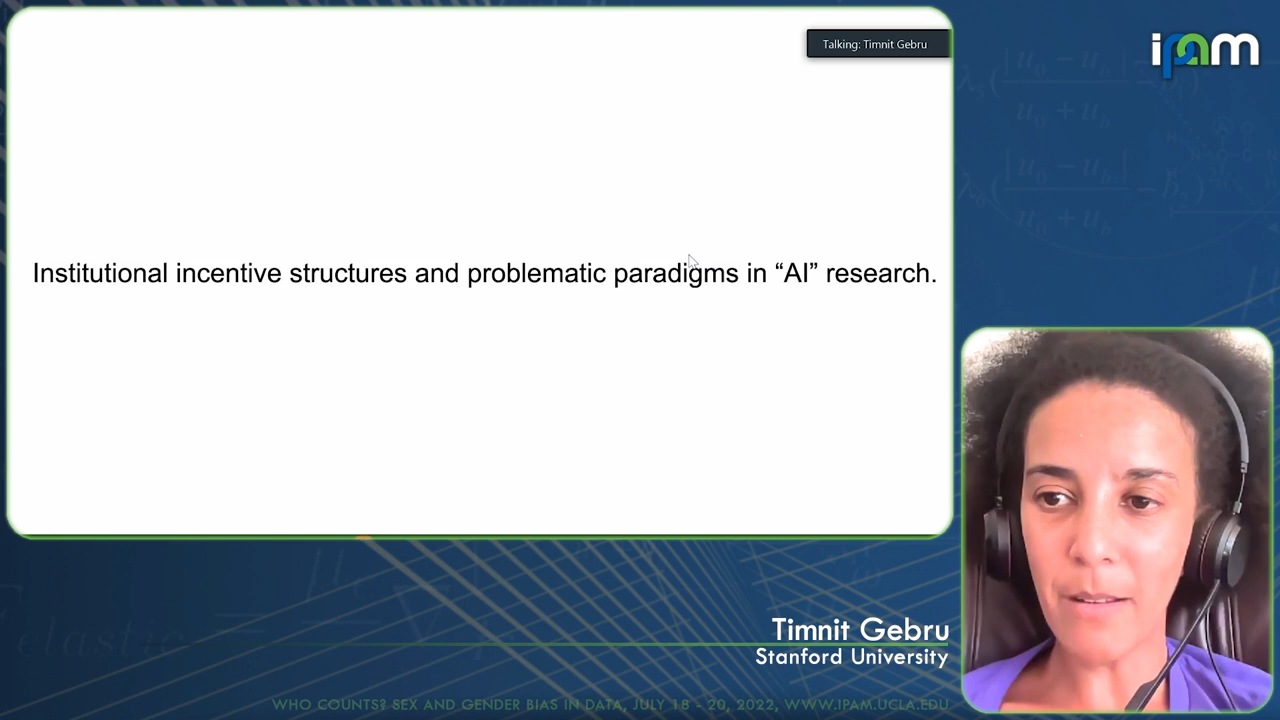 Talking: Timnit Gebru
ipam
Institutional incentive structures and problematic paradigms in “AI” research.
Timnit Gebru
Stanford University
WHO COUNTS? SEX AND GENDER BIAS IN DATA, JULY 18 - 20, 2022, WWW.IPAM.UCLA.EDU
elastic